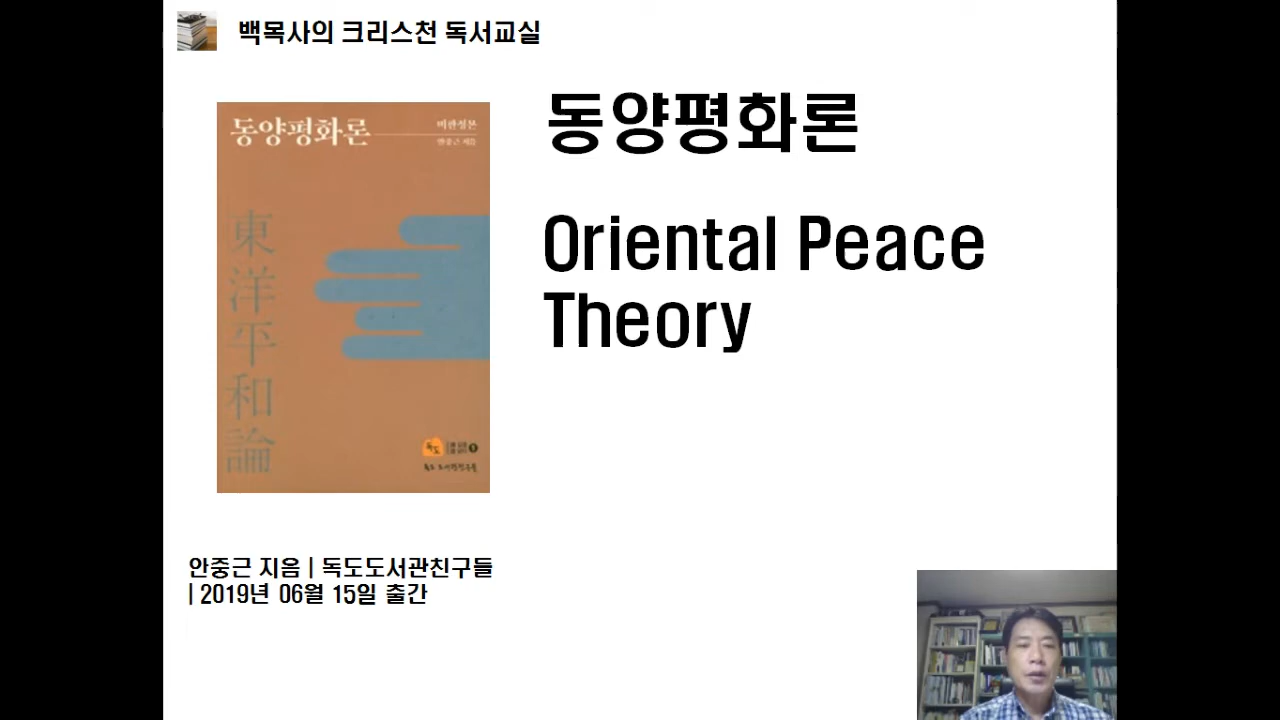 백목사의 크리스천 독서교실
동양평화론
비판정본
안중근 지음
東
洋
平
和
論
독도
동양평화론
Oriental Peace
Theory
안중근 지음 | 독도도서관친구들
| 2019년 06월 15일 출간